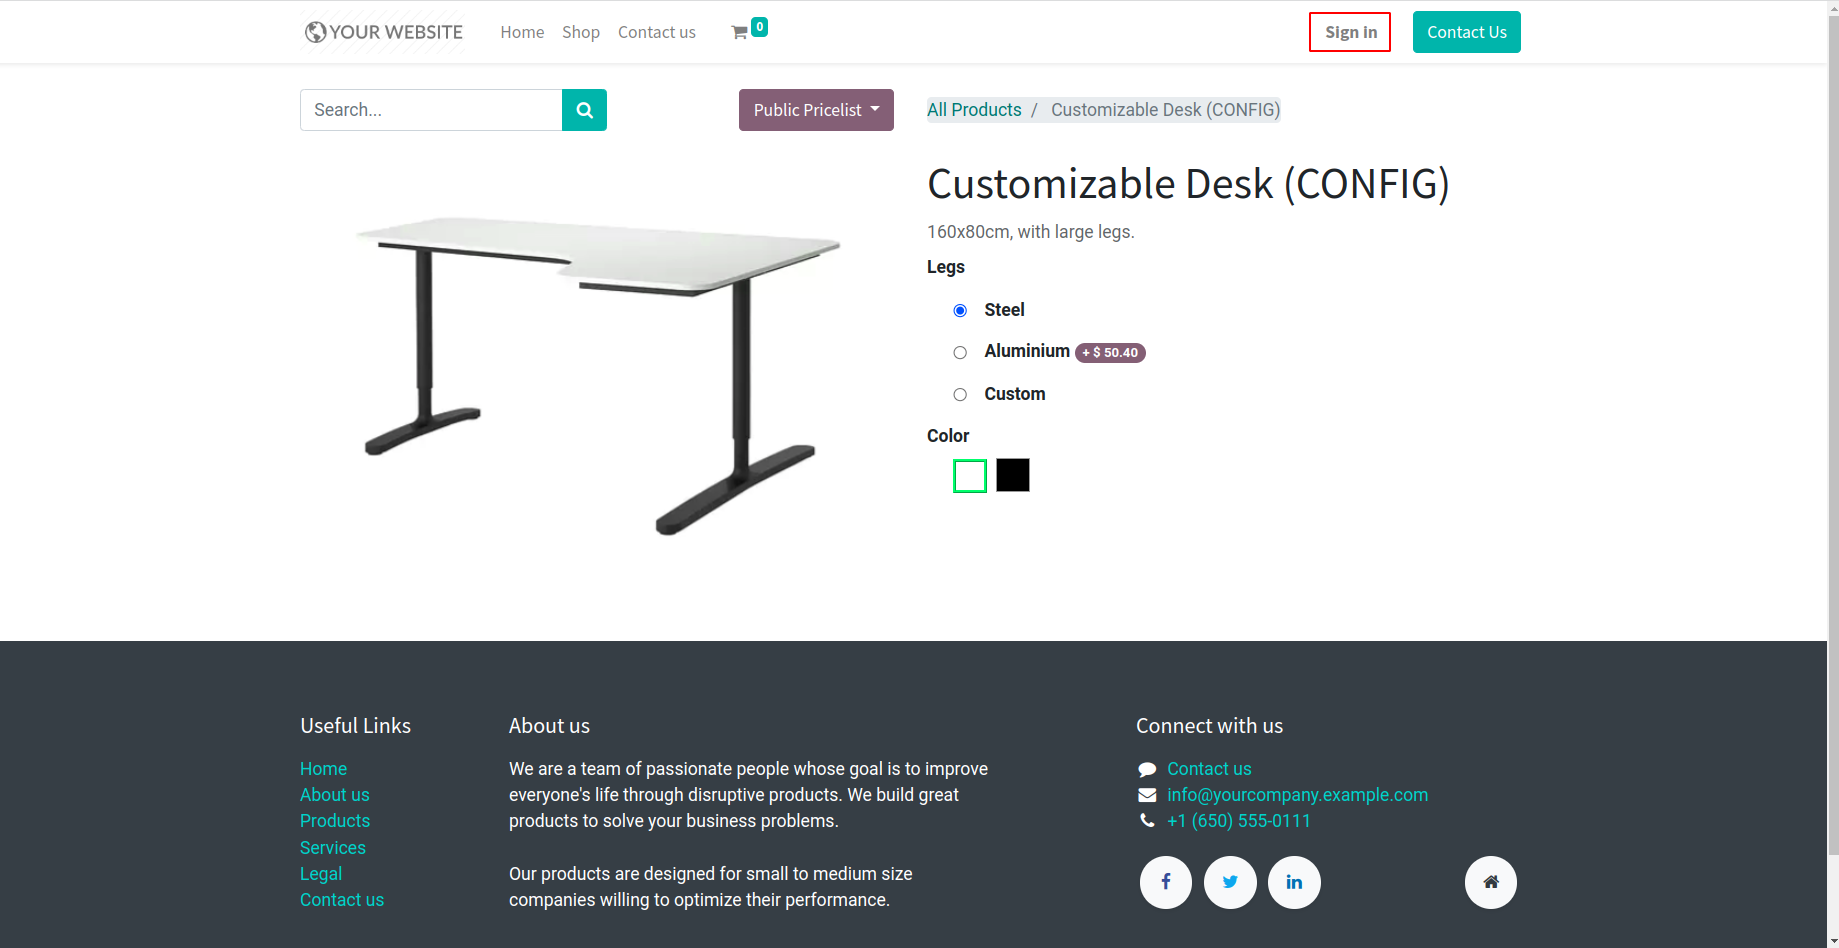 YOUR WEBSITE Home Shop Contact us 0 Sign in Contact Us
Search... Public Pricelist All Products / Customizable Desk (CONFIG)
Customizable Desk (CONFIG)
160x80cm, with large legs.
Legs
Steel
Aluminium + $ 50.40
Custom
Color
Useful Links
Home
About us
Products
Services
Legal
Contact us
About us
We are a team of passionate people whose goal is to improve
everyone's life through disruptive products. We build great
products to solve your business problems.
Our products are designed for small to medium size
companies willing to optimize their performance.
Connect with us
Contact us
info@yourcompany.example.com
+1 (650) 555-0111